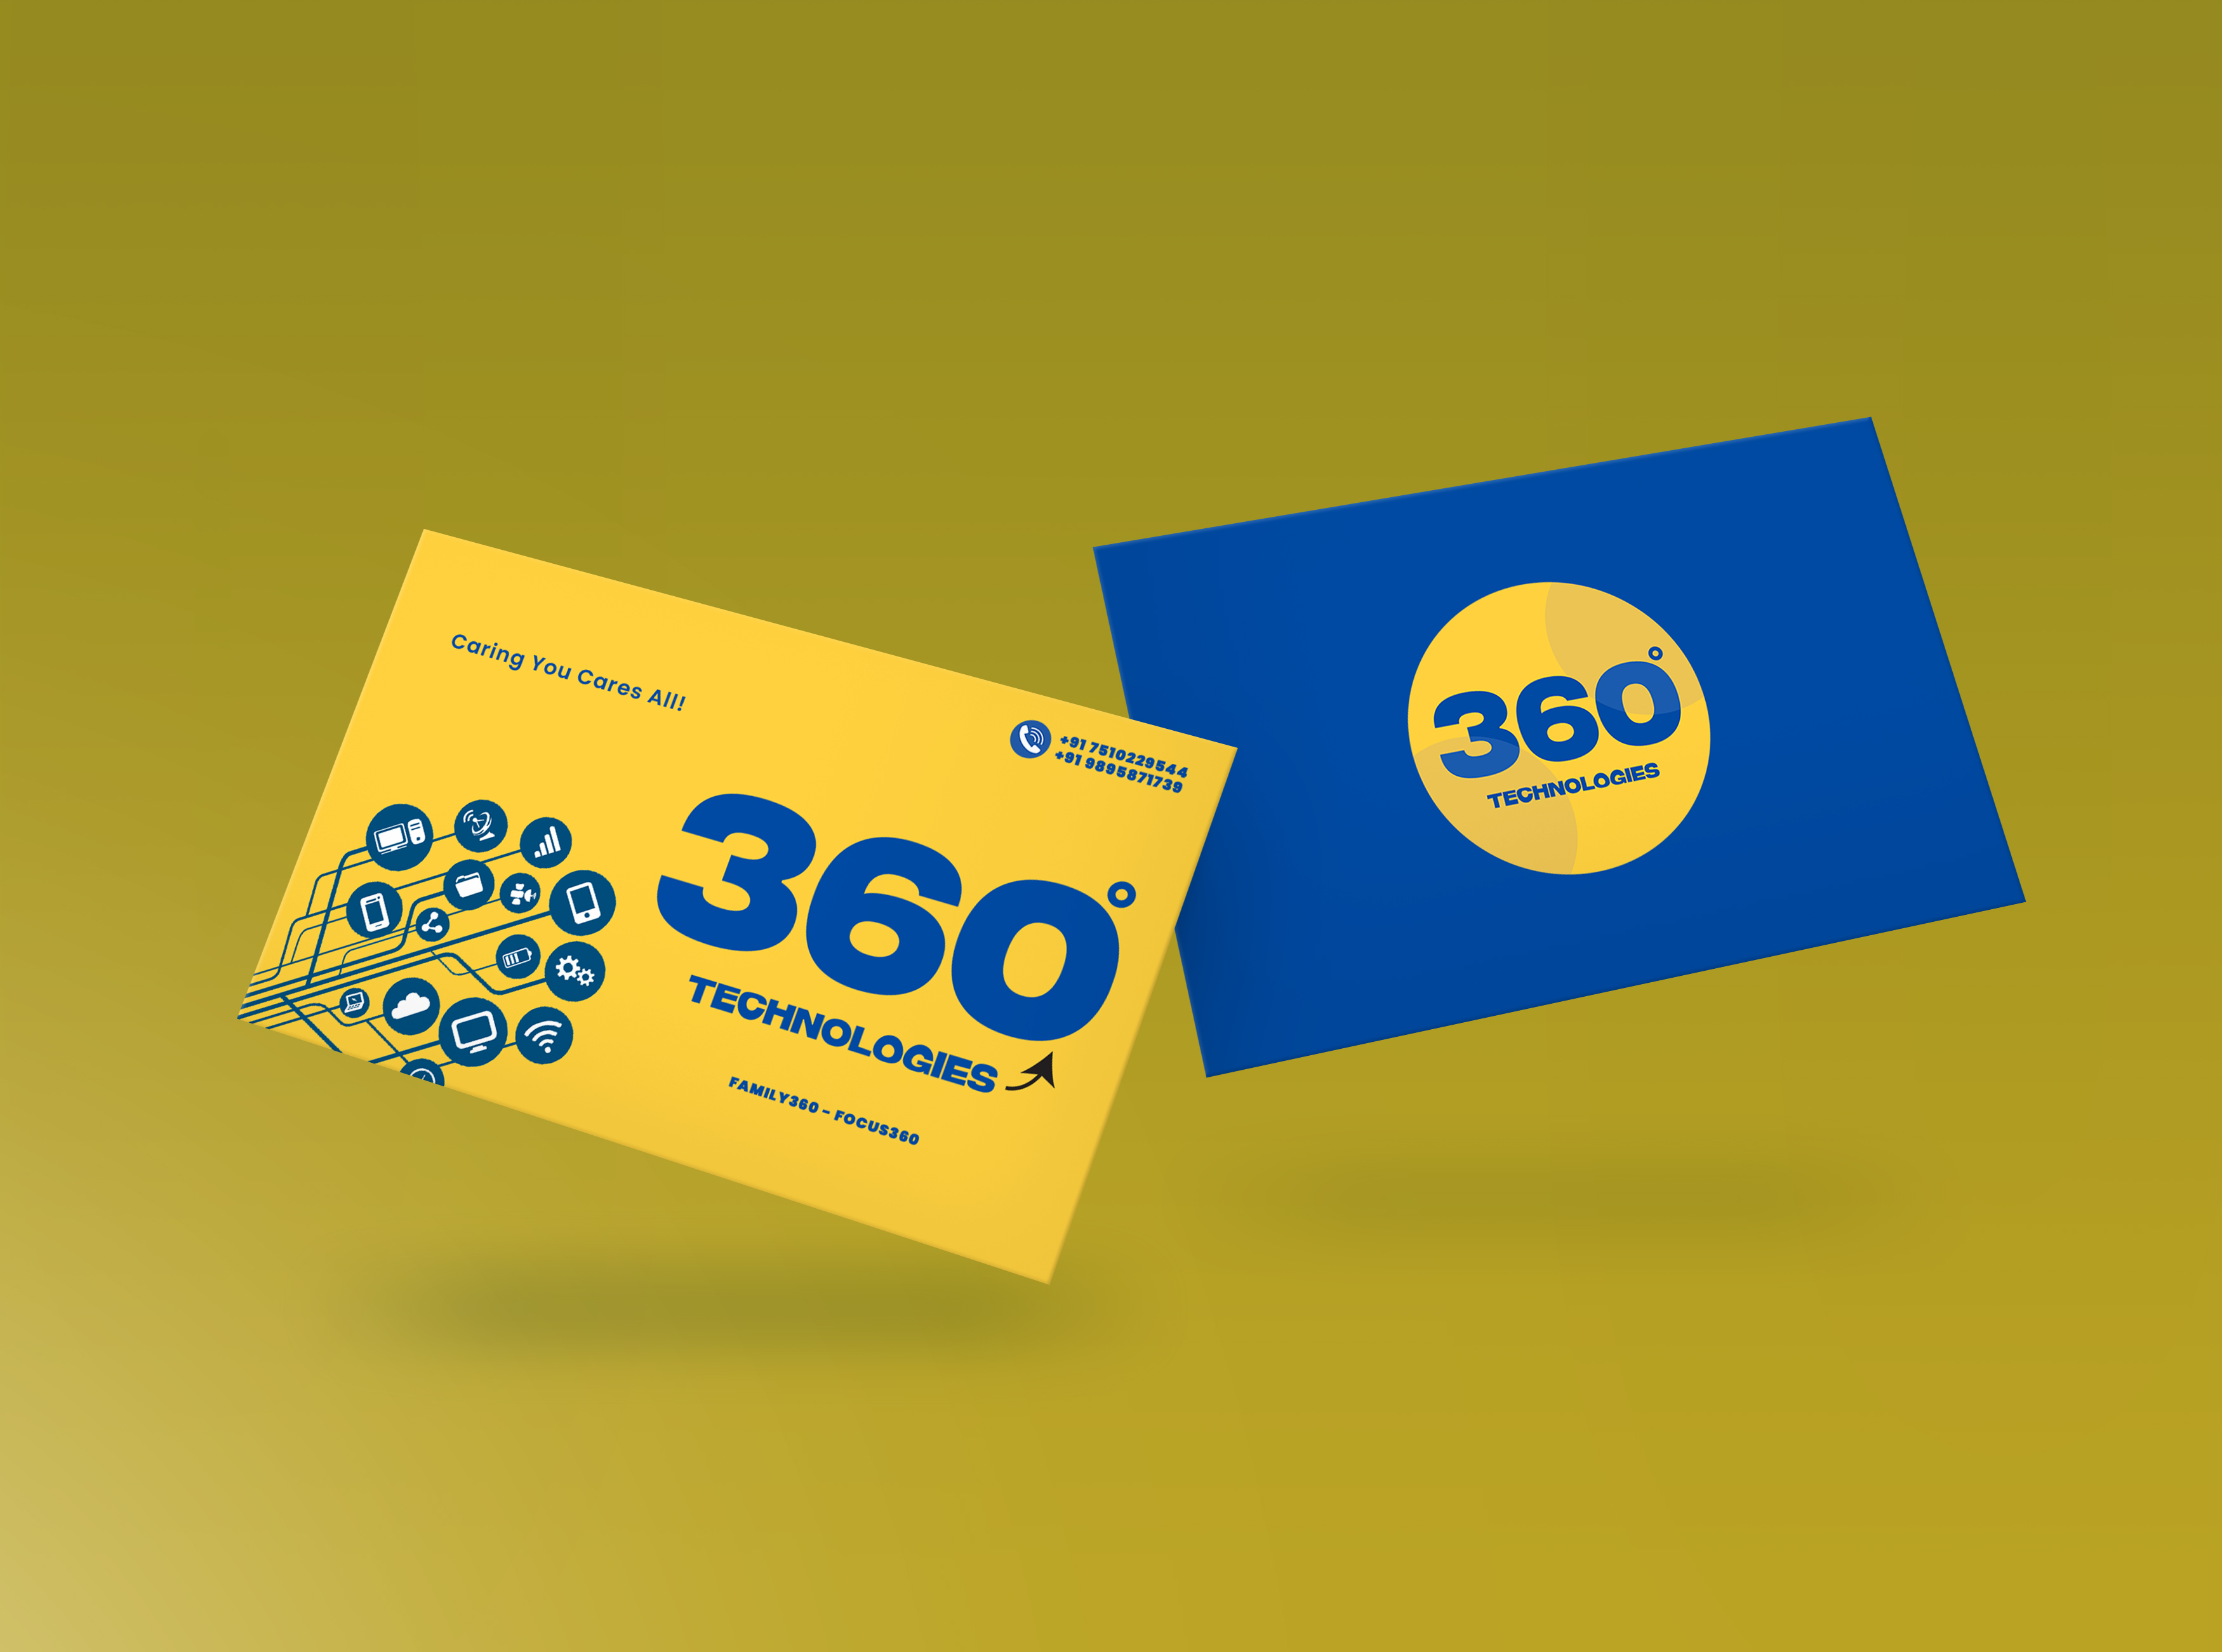 Caring You Cares All!
+91 7510229544
+91 9895871739
360°
TECHNOLOGIES
FAMILY360 - FOCUS360
360°
TECHNOLOGIES